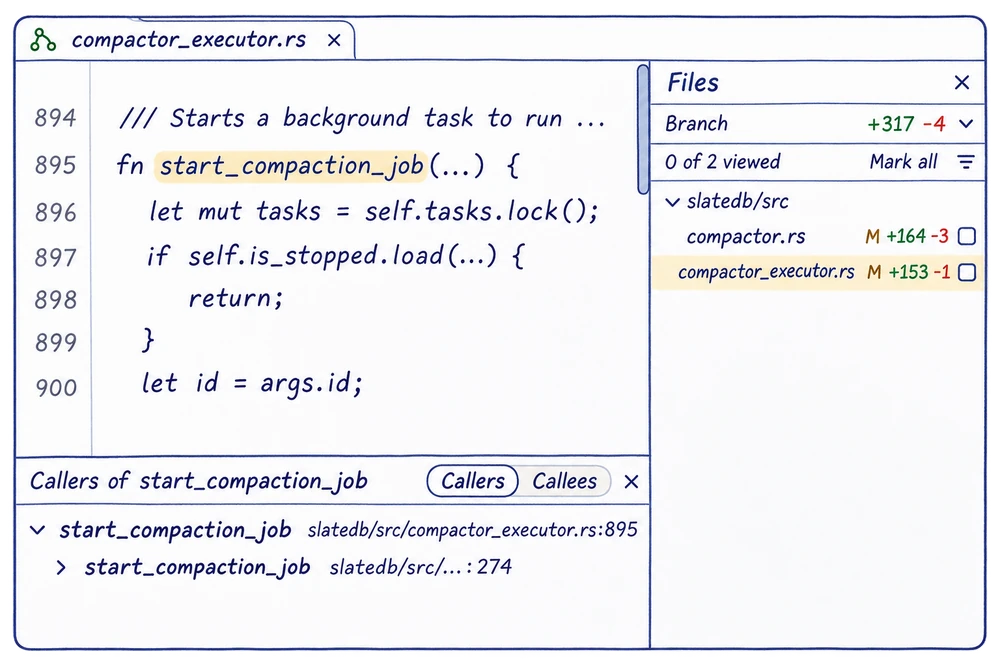 compactor_executor.rs ×
894 /// Starts a background task to run ...
895 fn start_compaction_job(...) {
896 let mut tasks = self.tasks.lock();
897 if self.is_stopped.load(...) {
898 return;
899 }
900 let id = args.id;
Callers of start_compaction_job Callers Callees ×
start_compaction_job slatedb/src/compactor_executor.rs:895
start_compaction_job slatedb/src/...:274
Files ×
Branch +317 -4
0 of 2 viewed Mark all
slatedb/src
compactor.rs M +164 -3
compactor_executor.rs M +153 -1